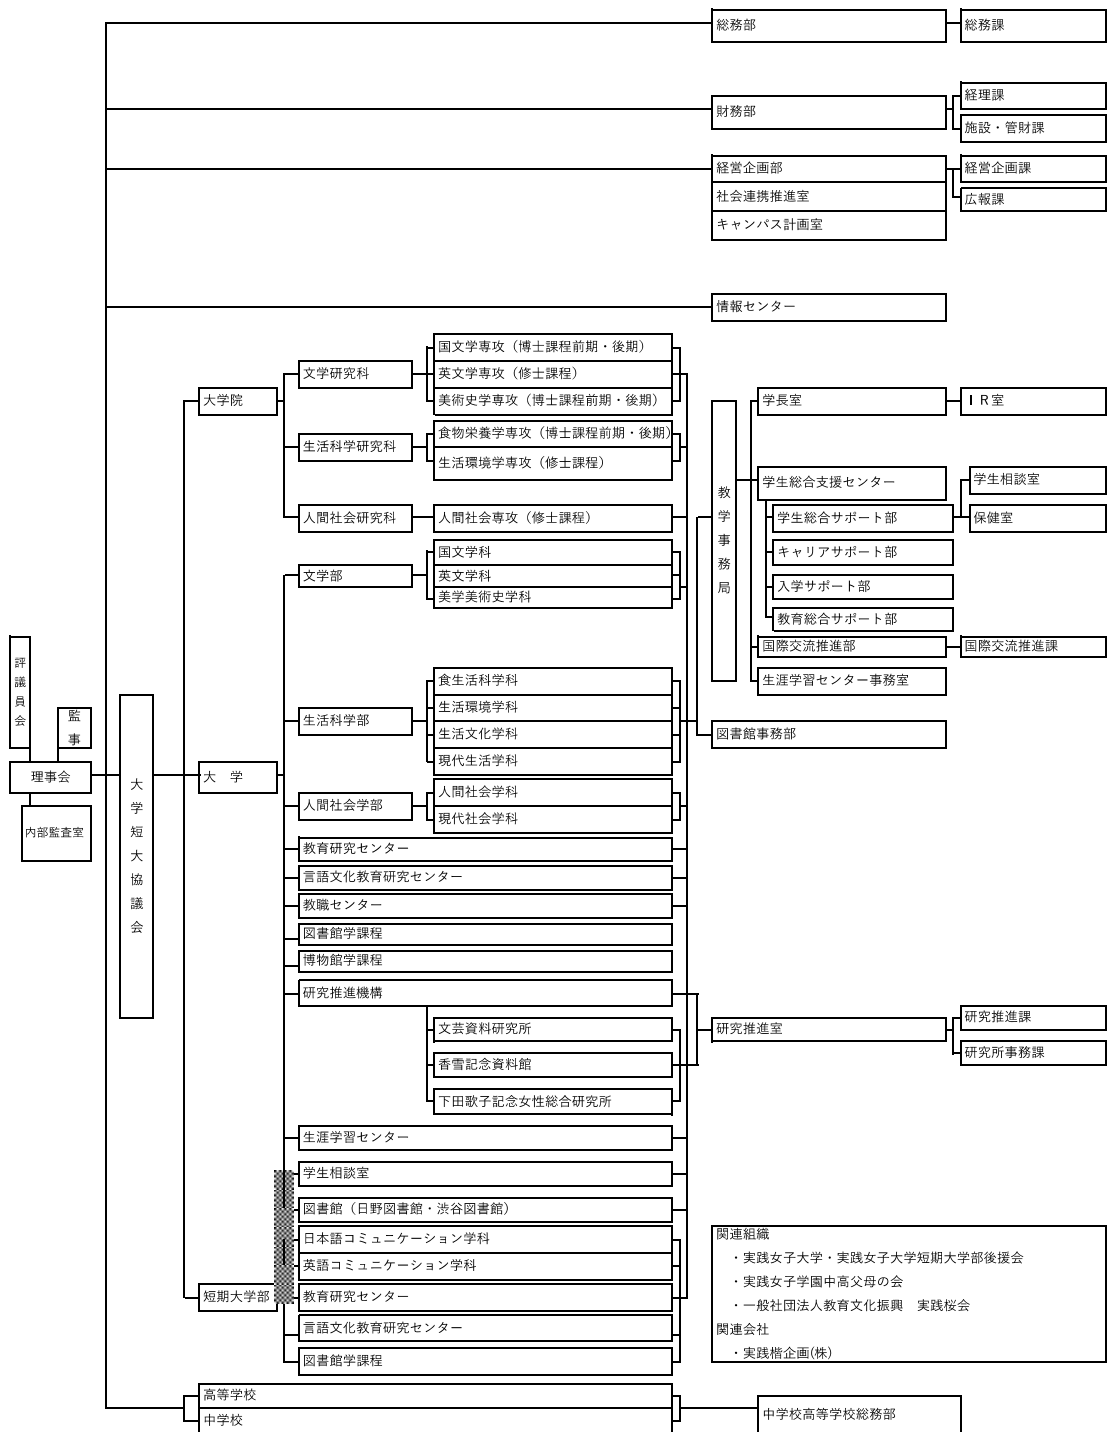 総務部
総務課
財務部
経理課
施設・管財課
経営企画部
経営企画課
社会連携推進室
広報課
キャンパス計画室
情報センター
評議員会
監事
理事会
内部監査室
大学短大協議会
大学院
文学研究科
国文学専攻（博士課程前期・後期）
英文学専攻（修士課程）
美術史学専攻（博士課程前期・後期）
生活科学研究科
食物栄養学専攻（博士課程前期・後期）
生活環境学専攻（修士課程）
人間社会研究科
人間社会専攻（修士課程）
大　学
文学部
国文学科
英文学科
美学美術史学科
生活科学部
食生活科学科
生活環境学科
生活文化学科
現代生活学科
人間社会学部
人間社会学科
現代社会学科
教育研究センター
言語文化教育研究センター
教職センター
図書館学課程
博物館学課程
研究推進機構
文芸資料研究所
香雪記念資料館
下田歌子記念女性総合研究所
生涯学習センター
学生相談室
図書館（日野図書館・渋谷図書館）
短期大学部
日本語コミュニケーション学科
英語コミュニケーション学科
教育研究センター
言語文化教育研究センター
図書館学課程
高等学校
中学校
教学事務局
学長室
ＩＲ室
学生総合支援センター
学生相談室
学生総合サポート部
保健室
キャリアサポート部
入学サポート部
教育総合サポート部
国際交流推進部
国際交流推進課
生涯学習センター事務室
図書館事務部
研究推進室
研究推進課
研究所事務課
関連組織
・実践女子大学・実践女子大学短期大学部後援会
・実践女子学園中高父母の会
・一般社団法人教育文化振興　実践桜会
関連会社
・実践楷企画(株)
中学校高等学校総務部